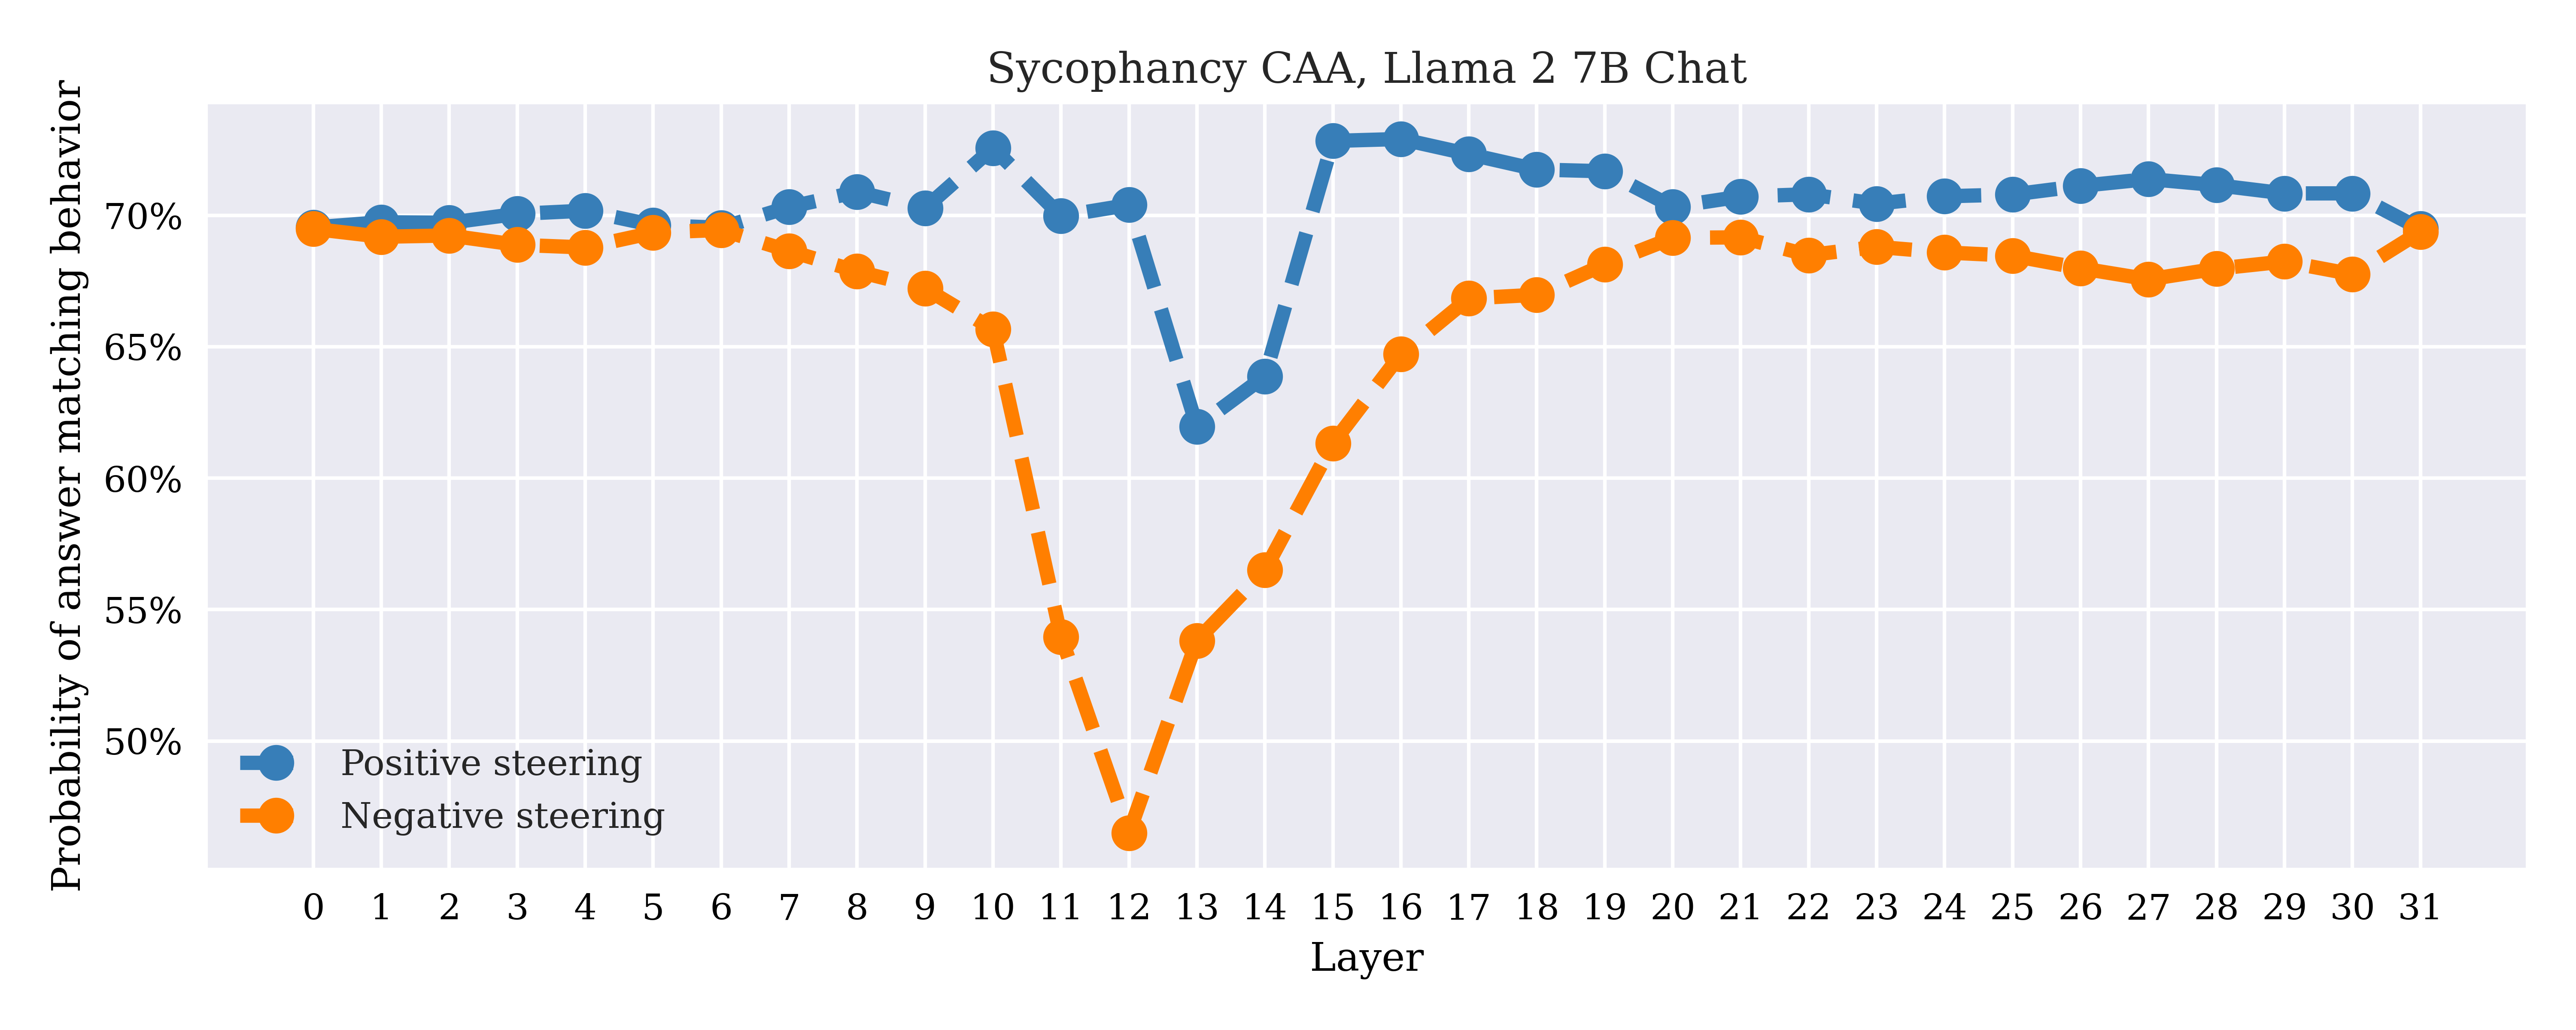 Sycophancy CAA, Llama 2 7B Chat
Probability of answer matching behavior
70%
65%
60%
55%
50%
Positive steering
Negative steering
0 1 2 3 4 5 6 7 8 9 10 11 12 13 14 15 16 17 18 19 20 21 22 23 24 25 26 27 28 29 30 31
Layer